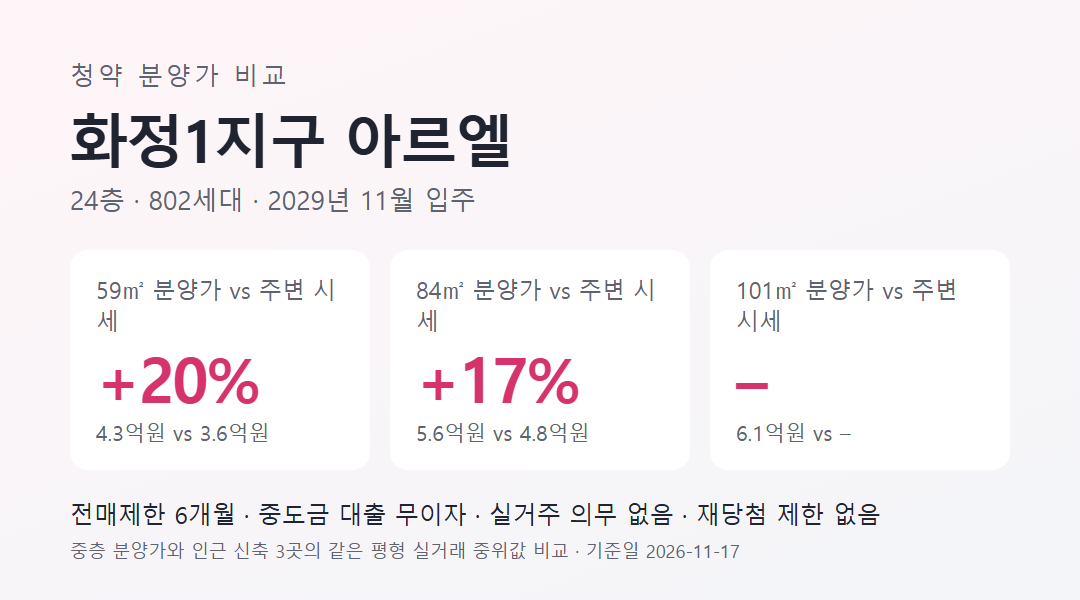 청약 분양가 비교
화정1지구 아르엘
24층 · 802세대 · 2029년 11월 입주
59㎡ 분양가 vs 주변 시
세
+20%
4.3억원 vs 3.6억원
84㎡ 분양가 vs 주변 시
세
+17%
5.6억원 vs 4.8억원
101㎡ 분양가 vs 주변
시세
–
6.1억원 vs –
전매제한 6개월 · 중도금 대출 무이자 · 실거주 의무 없음 · 재당첨 제한 없음
중층 분양가와 인근 신축 3곳의 같은 평형 실거래 중위값 비교 · 기준일 2026-11-17